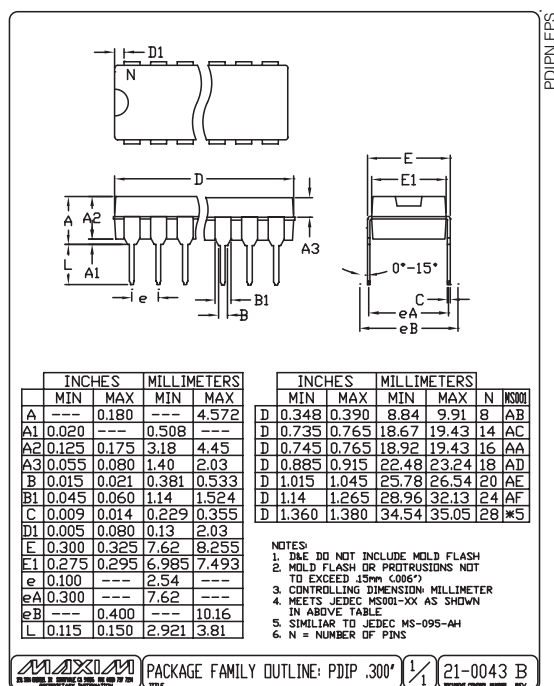 PDIPN.EPS
D1
N
D
A
A2
A3
L
A1
e
B1
B
E
E1
0°-15°
C
eA
eB
INCHES MILLIMETERS
MIN MAX MIN MAX
A --- 0.180 --- 4.572
A1 0.020 --- 0.508 ---
A2 0.125 0.175 3.18 4.45
A3 0.055 0.080 1.40 2.03
B 0.015 0.021 0.381 0.533
B1 0.045 0.060 1.14 1.524
C 0.009 0.014 0.229 0.355
D1 0.005 0.080 0.13 2.03
E 0.300 0.325 7.62 8.255
E1 0.275 0.295 6.985 7.493
e 0.100 --- 2.54 ---
eA 0.300 --- 7.62 ---
eB --- 0.400 --- 10.16
L 0.115 0.150 2.921 3.81
INCHES MILLIMETERS
MIN MAX MIN MAX N MS001
D 0.348 0.390 8.84 9.91 8 AB
D 0.735 0.765 18.67 19.43 14 AC
D 0.745 0.765 18.92 19.43 16 AA
D 0.885 0.915 22.48 23.24 18 AD
D 1.015 1.045 25.78 26.54 20 AE
D 1.14 1.265 28.96 32.13 24 AF
D 1.360 1.380 34.54 35.05 28 *5
NOTES:
1. D&E DO NOT INCLUDE MOLD FLASH
2. MOLD FLASH OR PROTRUSIONS NOT
TO EXCEED .15mm (.006")
3. CONTROLLING DIMENSION: MILLIMETER
4. MEETS JEDEC MS001-XX AS SHOWN
IN ABOVE TABLE
5. SIMILIAR TO JEDEC MS-095-AH
6. N = NUMBER OF PINS
MAXIM
PROPRIETARY INFORMATION
PACKAGE FAMILY OUTLINE: PDIP .300"
TITLE
1/1
21-0043 B
DOCUMENT CONTROL NUMBER REV